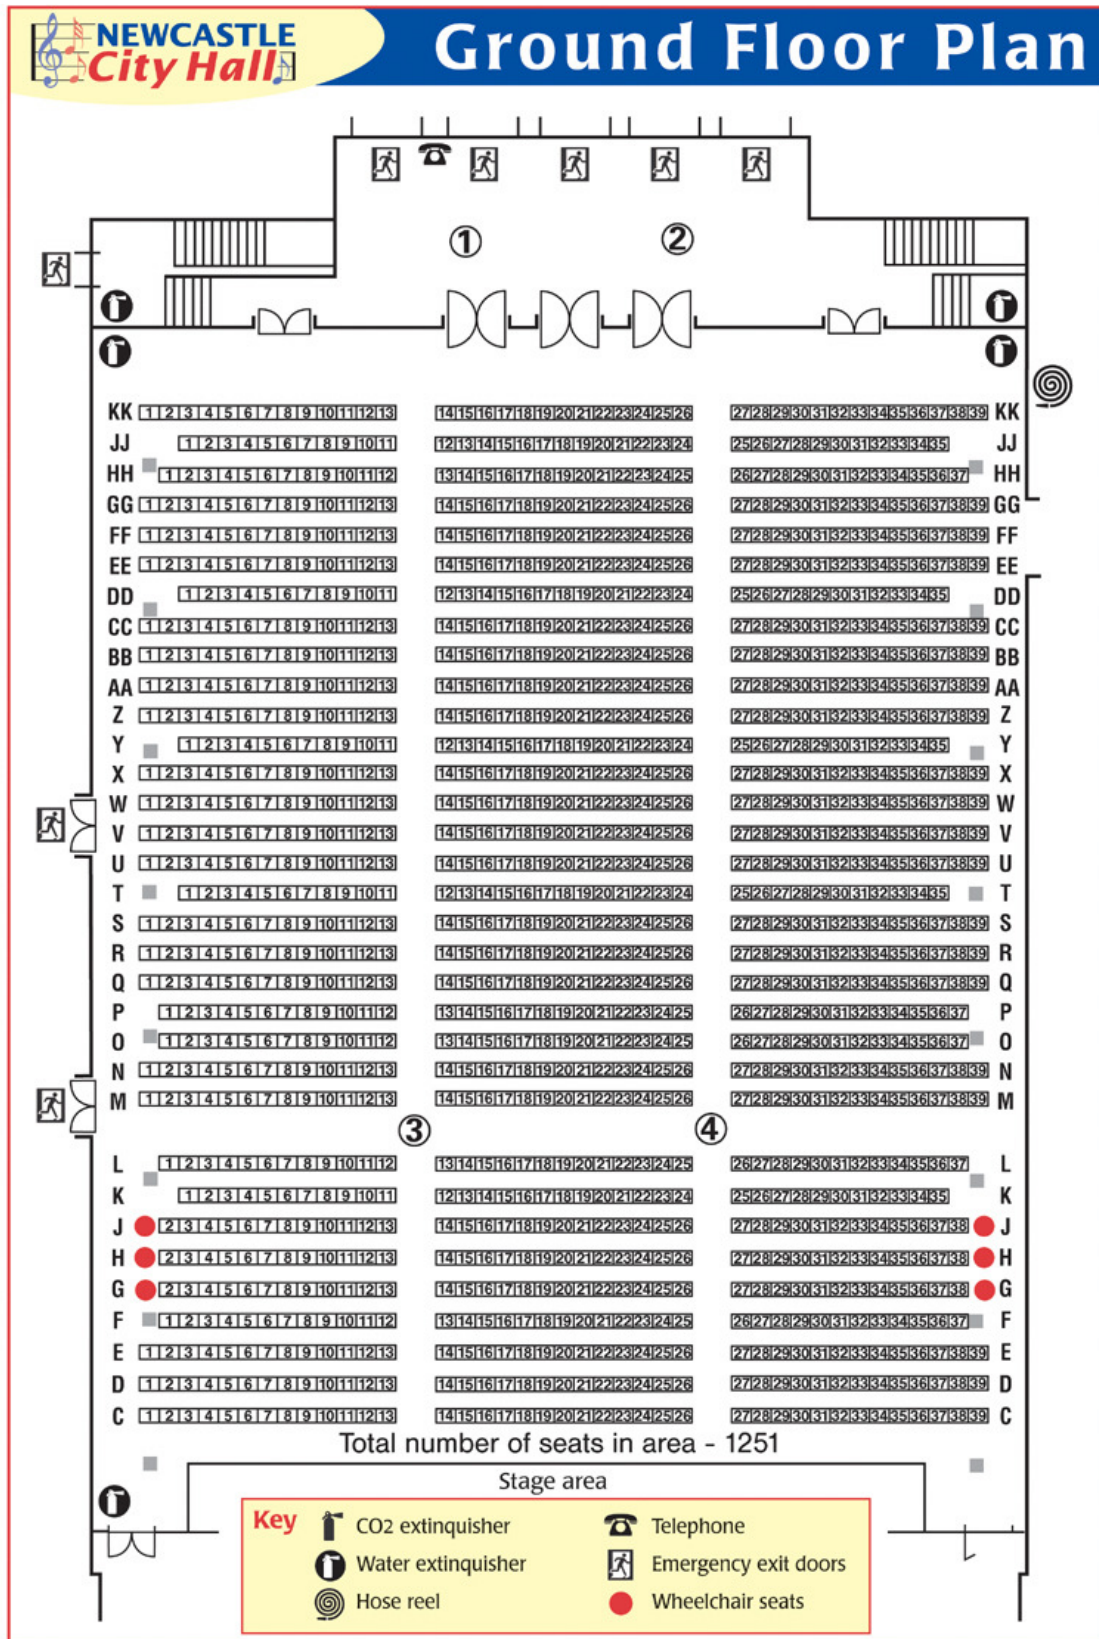 NEWCASTLE
City Hall
Ground Floor Plan
1 2
KK 1 2 3 4 5 6 7 8 9 10 11 12 13 14 15 16 17 18 19 20 21 22 23 24 25 26 27 28 29 30 31 32 33 34 35 36 37 38 39 KK
JJ 1 2 3 4 5 6 7 8 9 10 11 12 13 14 15 16 17 18 19 20 21 22 23 24 25 26 27 28 29 30 31 32 33 34 35 JJ
HH 1 2 3 4 5 6 7 8 9 10 11 12 13 14 15 16 17 18 19 20 21 22 23 24 25 26 27 28 29 30 31 32 33 34 35 36 37 HH
GG 1 2 3 4 5 6 7 8 9 10 11 12 13 14 15 16 17 18 19 20 21 22 23 24 25 26 27 28 29 30 31 32 33 34 35 36 37 38 39 GG
FF 1 2 3 4 5 6 7 8 9 10 11 12 13 14 15 16 17 18 19 20 21 22 23 24 25 26 27 28 29 30 31 32 33 34 35 36 37 38 39 FF
EE 1 2 3 4 5 6 7 8 9 10 11 12 13 14 15 16 17 18 19 20 21 22 23 24 25 26 27 28 29 30 31 32 33 34 35 36 37 38 39 EE
DD 1 2 3 4 5 6 7 8 9 10 11 12 13 14 15 16 17 18 19 20 21 22 23 24 25 26 27 28 29 30 31 32 33 34 35 DD
CC 1 2 3 4 5 6 7 8 9 10 11 12 13 14 15 16 17 18 19 20 21 22 23 24 25 26 27 28 29 30 31 32 33 34 35 36 37 38 39 CC
BB 1 2 3 4 5 6 7 8 9 10 11 12 13 14 15 16 17 18 19 20 21 22 23 24 25 26 27 28 29 30 31 32 33 34 35 36 37 38 39 BB
AA 1 2 3 4 5 6 7 8 9 10 11 12 13 14 15 16 17 18 19 20 21 22 23 24 25 26 27 28 29 30 31 32 33 34 35 36 37 38 39 AA
Z 1 2 3 4 5 6 7 8 9 10 11 12 13 14 15 16 17 18 19 20 21 22 23 24 25 26 27 28 29 30 31 32 33 34 35 36 37 38 39 Z
Y 1 2 3 4 5 6 7 8 9 10 11 12 13 14 15 16 17 18 19 20 21 22 23 24 25 26 27 28 29 30 31 32 33 34 35 Y
X 1 2 3 4 5 6 7 8 9 10 11 12 13 14 15 16 17 18 19 20 21 22 23 24 25 26 27 28 29 30 31 32 33 34 35 36 37 38 39 X
W 1 2 3 4 5 6 7 8 9 10 11 12 13 14 15 16 17 18 19 20 21 22 23 24 25 26 27 28 29 30 31 32 33 34 35 36 37 38 39 W
V 1 2 3 4 5 6 7 8 9 10 11 12 13 14 15 16 17 18 19 20 21 22 23 24 25 26 27 28 29 30 31 32 33 34 35 36 37 38 39 V
U 1 2 3 4 5 6 7 8 9 10 11 12 13 14 15 16 17 18 19 20 21 22 23 24 25 26 27 28 29 30 31 32 33 34 35 36 37 38 39 U
T 1 2 3 4 5 6 7 8 9 10 11 12 13 14 15 16 17 18 19 20 21 22 23 24 25 26 27 28 29 30 31 32 33 34 35 T
S 1 2 3 4 5 6 7 8 9 10 11 12 13 14 15 16 17 18 19 20 21 22 23 24 25 26 27 28 29 30 31 32 33 34 35 36 37 38 39 S
R 1 2 3 4 5 6 7 8 9 10 11 12 13 14 15 16 17 18 19 20 21 22 23 24 25 26 27 28 29 30 31 32 33 34 35 36 37 38 39 R
Q 1 2 3 4 5 6 7 8 9 10 11 12 13 14 15 16 17 18 19 20 21 22 23 24 25 26 27 28 29 30 31 32 33 34 35 36 37 38 39 Q
P 1 2 3 4 5 6 7 8 9 10 11 12 13 14 15 16 17 18 19 20 21 22 23 24 25 26 27 28 29 30 31 32 33 34 35 36 37 P
O 1 2 3 4 5 6 7 8 9 10 11 12 13 14 15 16 17 18 19 20 21 22 23 24 25 26 27 28 29 30 31 32 33 34 35 36 37 O
N 1 2 3 4 5 6 7 8 9 10 11 12 13 14 15 16 17 18 19 20 21 22 23 24 25 26 27 28 29 30 31 32 33 34 35 36 37 38 39 N
M 1 2 3 4 5 6 7 8 9 10 11 12 13 14 15 16 17 18 19 20 21 22 23 24 25 26 27 28 29 30 31 32 33 34 35 36 37 38 39 M
3 4
L 1 2 3 4 5 6 7 8 9 10 11 12 13 14 15 16 17 18 19 20 21 22 23 24 25 26 27 28 29 30 31 32 33 34 35 36 37 L
K 1 2 3 4 5 6 7 8 9 10 11 12 13 14 15 16 17 18 19 20 21 22 23 24 25 26 27 28 29 30 31 32 33 34 35 K
J 2 3 4 5 6 7 8 9 10 11 12 13 14 15 16 17 18 19 20 21 22 23 24 25 26 27 28 29 30 31 32 33 34 35 36 37 38 J
H 2 3 4 5 6 7 8 9 10 11 12 13 14 15 16 17 18 19 20 21 22 23 24 25 26 27 28 29 30 31 32 33 34 35 36 37 38 H
G 2 3 4 5 6 7 8 9 10 11 12 13 14 15 16 17 18 19 20 21 22 23 24 25 26 27 28 29 30 31 32 33 34 35 36 37 38 G
F 1 2 3 4 5 6 7 8 9 10 11 12 13 14 15 16 17 18 19 20 21 22 23 24 25 26 27 28 29 30 31 32 33 34 35 36 37 F
E 1 2 3 4 5 6 7 8 9 10 11 12 13 14 15 16 17 18 19 20 21 22 23 24 25 26 27 28 29 30 31 32 33 34 35 36 37 38 39 E
D 1 2 3 4 5 6 7 8 9 10 11 12 13 14 15 16 17 18 19 20 21 22 23 24 25 26 27 28 29 30 31 32 33 34 35 36 37 38 39 D
C 1 2 3 4 5 6 7 8 9 10 11 12 13 14 15 16 17 18 19 20 21 22 23 24 25 26 27 28 29 30 31 32 33 34 35 36 37 38 39 C
Total number of seats in area - 1251
Stage area
Key
CO2 extinquisher
Telephone
Water extinquisher
Emergency exit doors
Hose reel
Wheelchair seats